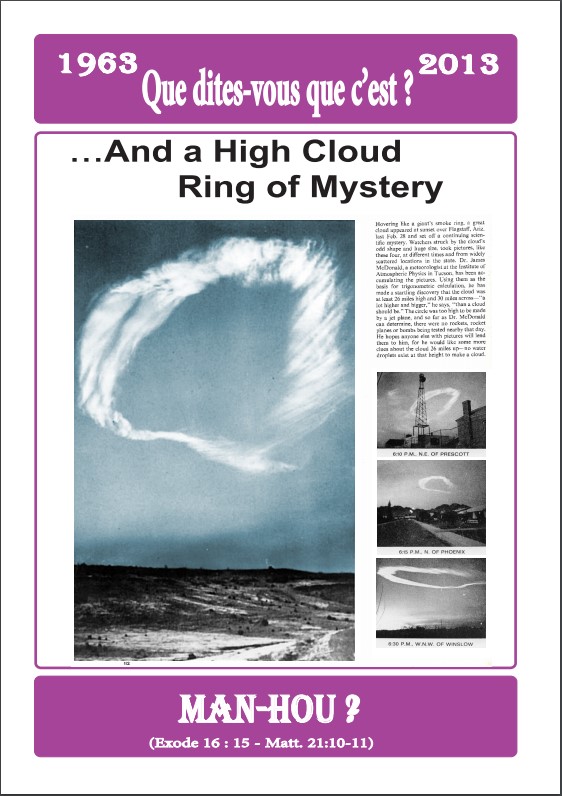 1963
2013
Que dites-vous que c'est ?
...And a High Cloud
Ring of Mystery
Hovering like a giant's smoke ring, a great
cloud appeared at sunset over Flagstaff, Ariz.,
last Feb. 28 and set off a continuing scien-
tific mystery. Watchers struck by the cloud's
odd shape and huge size, took pictures, like
these four, at different times and from widely
scattered locations in the state. Dr. James
McDonald, a meteorologist at the Institute of
Atmospheric Physics in Tucson, has been ac-
cumulating the pictures. Using them as the
basis for trigonometric calculation, he has
made a startling discovery that the cloud was
at least 26 miles high and 30 miles across—"a
lot higher and bigger," he says, "than a cloud
should be." The circle was too high to be made
by a jet plane, and so far as Dr. McDonald
can determine, there were no rockets, rocket
planes or bombs being tested nearby that day.
He hopes anyone else with pictures will lend
them to him, for he would like some more
clues about the cloud 26 miles up—no water
droplets exist at that height to make a cloud.
6:10 P.M., N.E. OF PRESCOTT
6:15 P.M., N. OF PHOENIX
6:30 P.M., W.N.W. OF WINSLOW
112
MAN-HOU ?
(Exode 16 : 15 - Matt. 21:10-11)